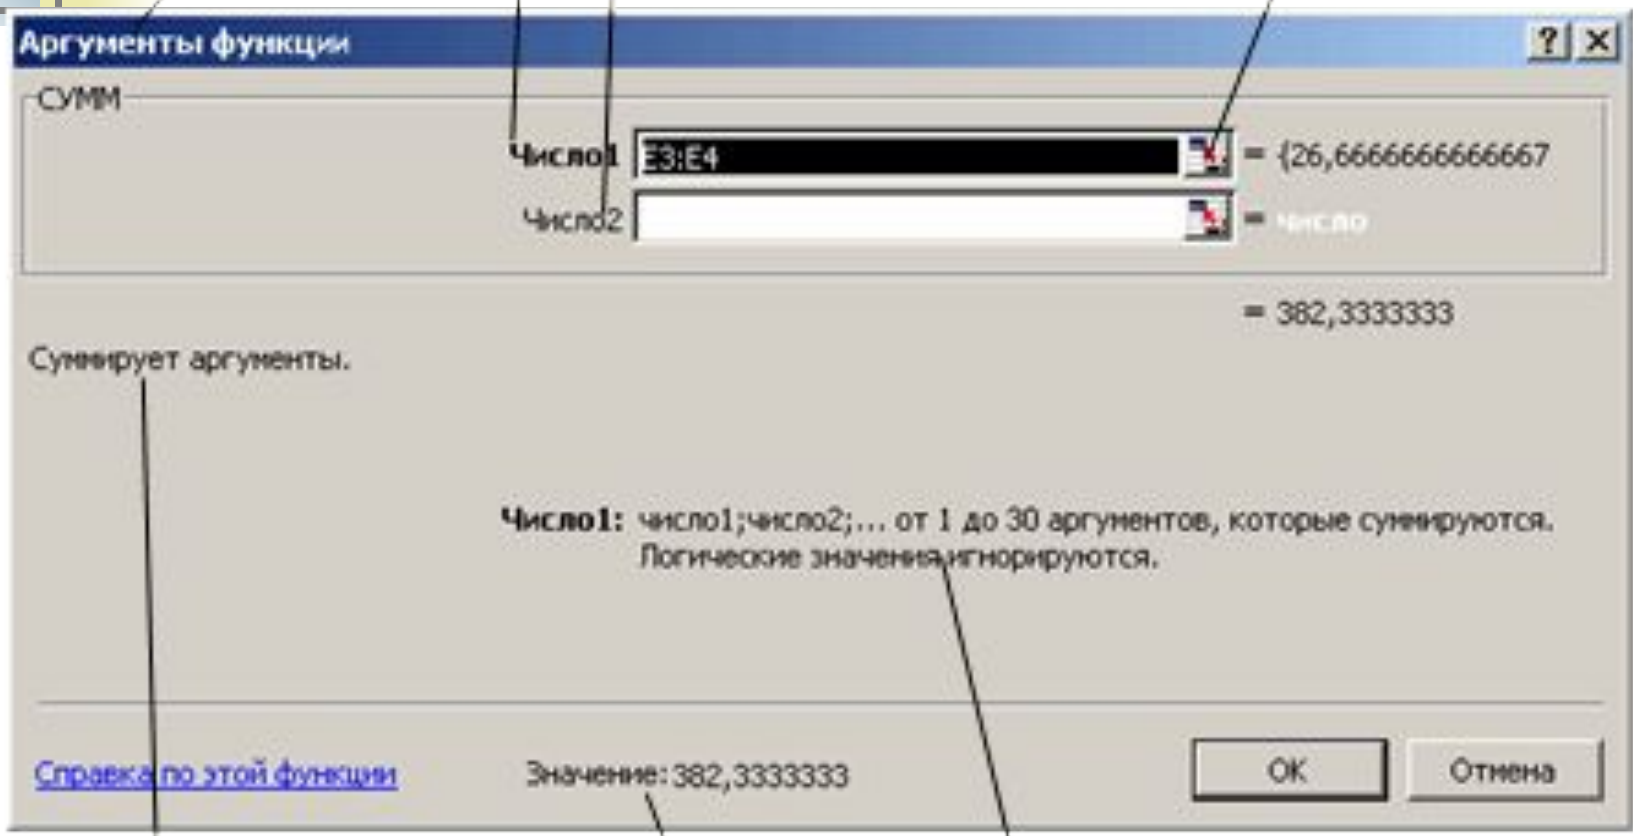 Аргументы функции
СУММ
Число1 E3:E4 = {26,6666666666667
Число2 = число
= 382,3333333
Суммирует аргументы.
Число1: число1;число2;... от 1 до 30 аргументов, которые суммируются.
Логические значения игнорируются.
Справка по этой функции
Значение: 382,3333333
ОК
Отмена